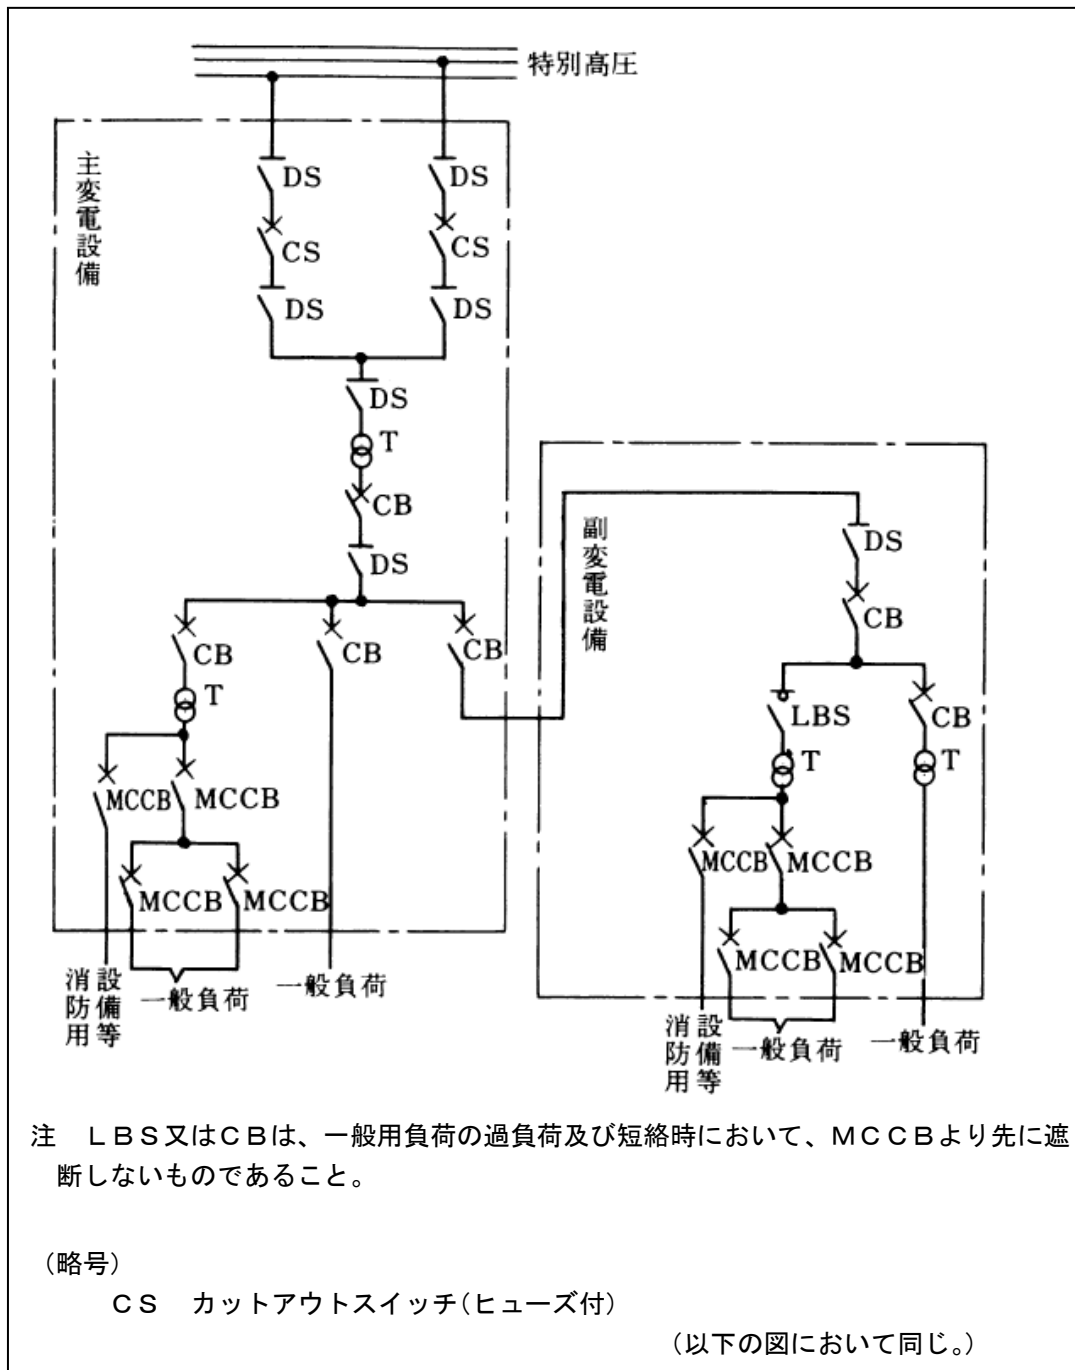 特別高圧
主変電設備
DS
DS
CS
CS
DS
DS
DS
T
CB
DS
副変電設備
DS
CB
CB
CB
CB
T
LBS
CB
T
T
MCCB
MCCB
MCCB
MCCB
MCCB
MCCB
MCCB
MCCB
消防用設備等
一般負荷
一般負荷
消防用設備等
一般負荷
一般負荷
注　ＬＢＳ又はＣＢは、一般用負荷の過負荷及び短絡時において、ＭＣＣＢより先に遮
断しないものであること。
（略号）
ＣＳ　カットアウトスイッチ(ヒューズ付)
（以下の図において同じ。）